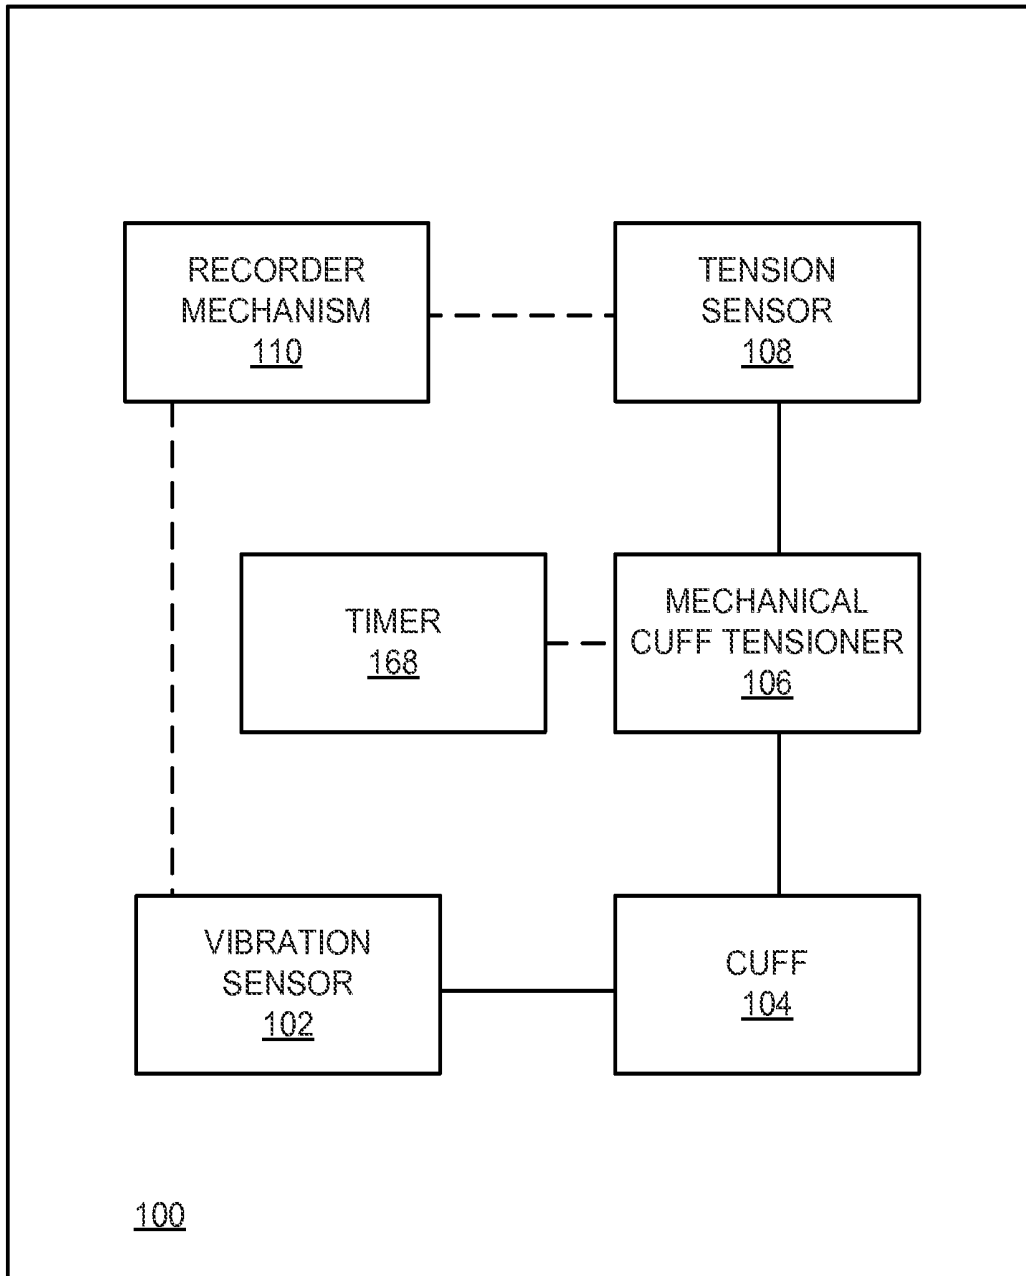 RECORDER
MECHANISM
110
TENSION
SENSOR
108
TIMER
168
MECHANICAL
CUFF TENSIONER
106
VIBRATION
SENSOR
102
CUFF
104
100